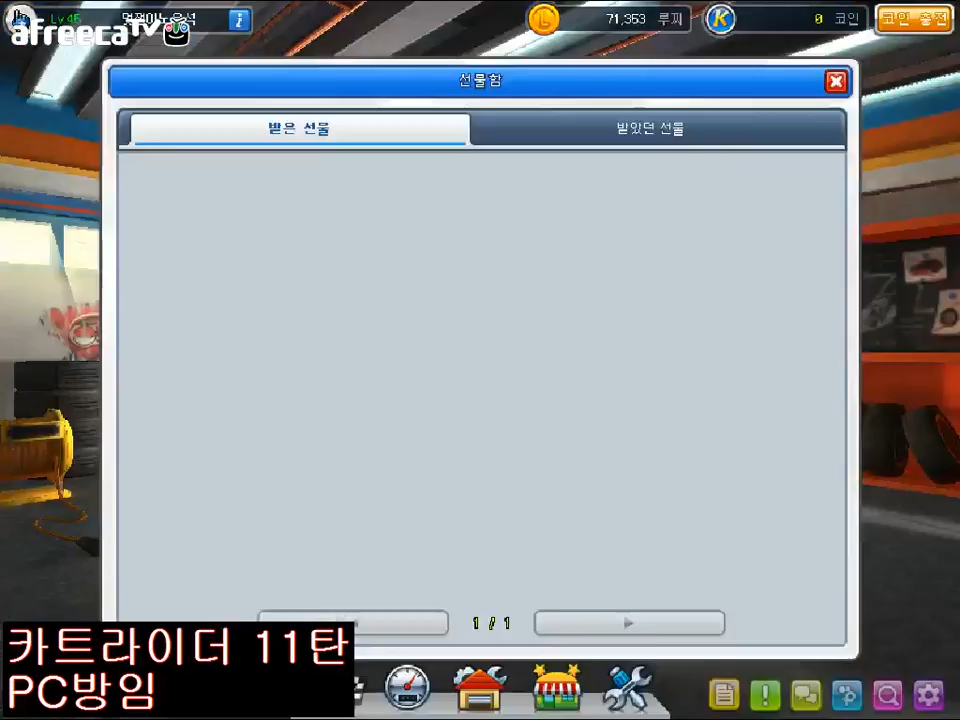 Lv45
afreecaTV
71,353 루찌
0 코인
코인 충전
선물함
받은 선물
받았던 선물
1 / 1
카트라이더 11탄
PC방임